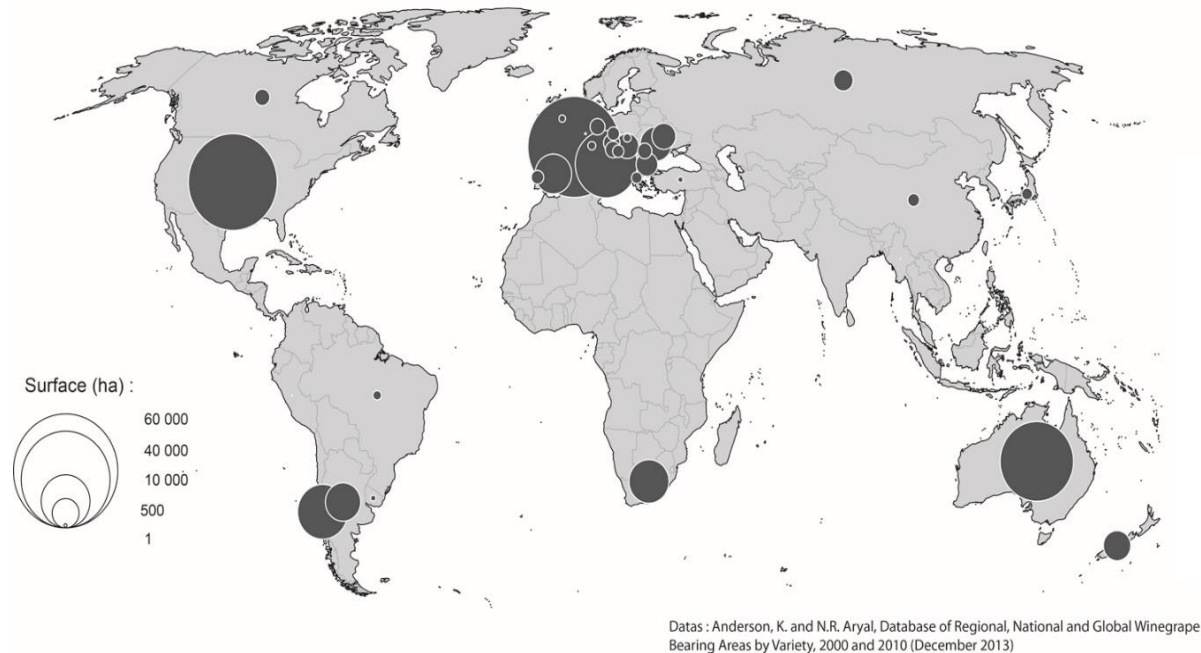 Surface (ha) :
60 000
40 000
10 000
500
1
Datas : Anderson, K. and N.R. Aryal, Database of Regional, National and Global Winegrape
Bearing Areas by Variety, 2000 and 2010 (December 2013)